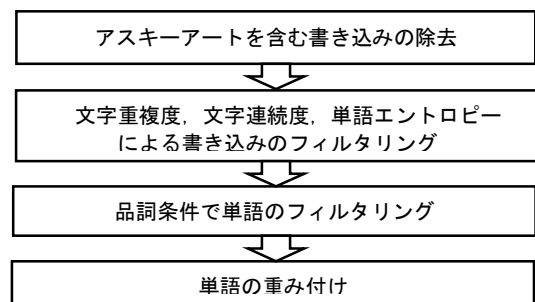 アスキーアートを含む書き込みの除去
文字重複度，文字連続度，単語エントロピー
による書き込みのフィルタリング
品詞条件で単語のフィルタリング
単語の重み付け